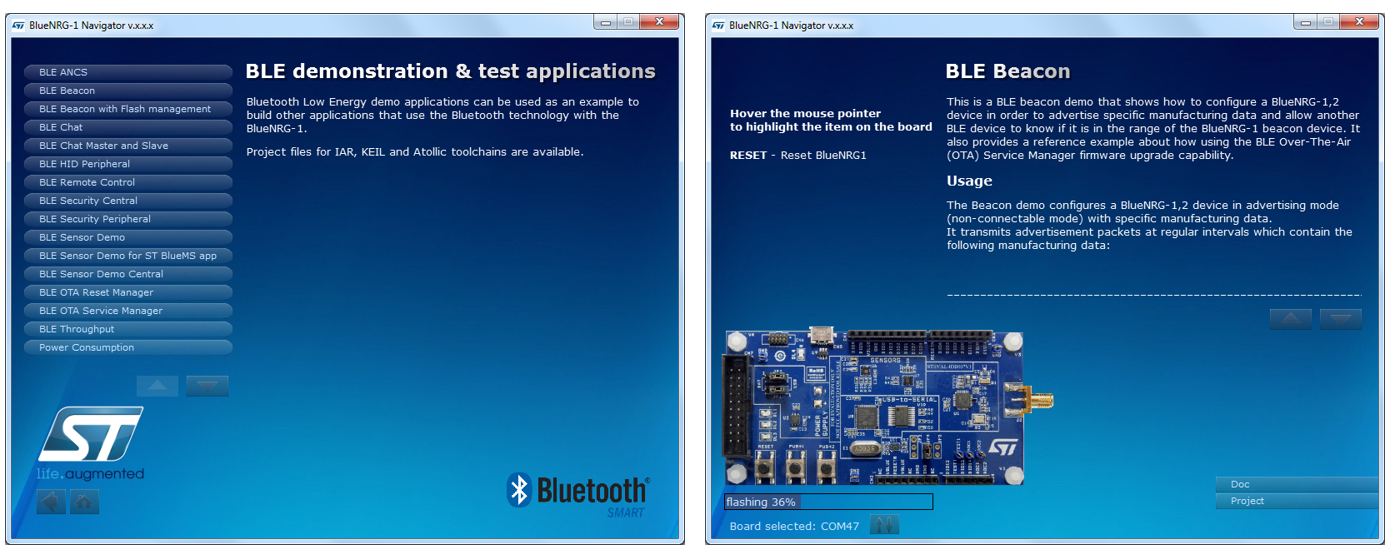 BlueNRG-1 Navigator v.x.x.x
BLE ANCS
BLE Beacon
BLE Beacon with Flash management
BLE Chat
BLE Chat Master and Slave
BLE HID Peripheral
BLE Remote Control
BLE Security Central
BLE Security Peripheral
BLE Sensor Demo
BLE Sensor Demo for ST BlueMS app
BLE Sensor Demo Central
BLE OTA Reset Manager
BLE OTA Service Manager
BLE Throughput
Power Consumption
ST
life.augmented
BLE demonstration & test applications
Bluetooth Low Energy demo applications can be used as an example to
build other applications that use the Bluetooth technology with the
BlueNRG-1.
Project files for IAR, KEIL and Atollic toolchains are available.
Bluetooth®
SMART
BlueNRG-1 Navigator v.x.x.x
Hover the mouse pointer
to highlight the item on the board
RESET - Reset BlueNRG1
BLE Beacon
This is a BLE beacon demo that shows how to configure a BlueNRG-1,2
device in order to advertise specific manufacturing data and allow another
BLE device to know if it is in the range of the BlueNRG-1 beacon device. It
also provides a reference example about how using the BLE Over-The-Air
(OTA) Service Manager firmware upgrade capability.
Usage
The Beacon demo configures a BlueNRG-1,2 device in advertising mode
(non-connectable mode) with specific manufacturing data.
It transmits advertisement packets at regular intervals which contain the
following manufacturing data:
SENSORS
USB-to-SERIAL
POWER
SUPPLY
RESET
PUSH1
PUSH2
ST
Doc
Project
flashing 36%
Board selected: COM47